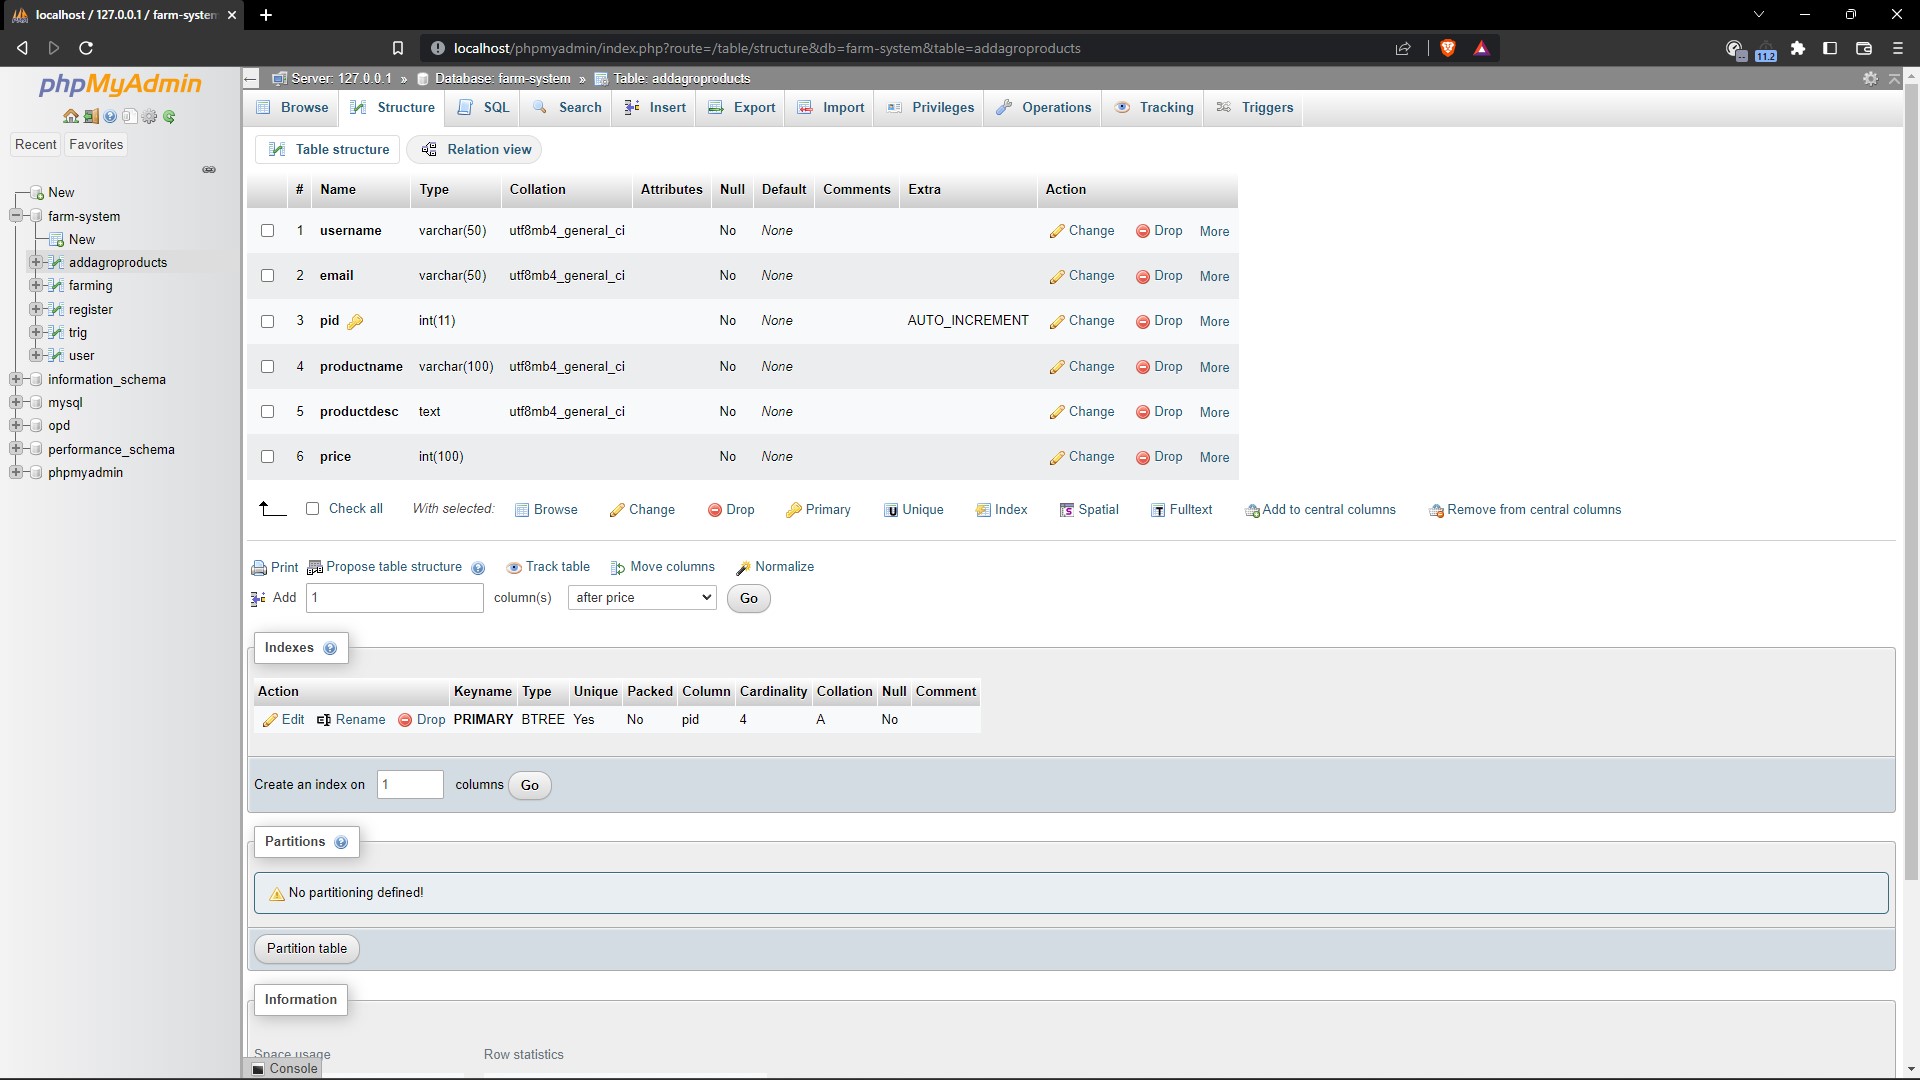 localhost / 127.0.0.1 / farm-system
localhost/phpmyadmin/index.php?route=/table/structure&db=farm-system&table=addagroproducts
11.2
phpMyAdmin
Recent Favorites
New
farm-system
New
addagroproducts
farming
register
trig
user
information_schema
mysql
opd
performance_schema
phpmyadmin
Server: 127.0.0.1 » Database: farm-system » Table: addagroproducts
Browse Structure SQL Search Insert Export Import Privileges Operations Tracking Triggers
Table structure Relation view
# Name Type Collation Attributes Null Default Comments Extra Action
1 username varchar(50) utf8mb4_general_ci No None Change Drop More
2 email varchar(50) utf8mb4_general_ci No None Change Drop More
3 pid int(11) No None AUTO_INCREMENT Change Drop More
4 productname varchar(100) utf8mb4_general_ci No None Change Drop More
5 productdesc text utf8mb4_general_ci No None Change Drop More
6 price int(100) No None Change Drop More
Check all With selected: Browse Change Drop Primary Unique Index Spatial Fulltext Add to central columns Remove from central columns
Print Propose table structure Track table Move columns Normalize
Add 1 column(s) after price Go
Indexes
Action Keyname Type Unique Packed Column Cardinality Collation Null Comment
Edit Rename Drop PRIMARY BTREE Yes No pid 4 A No
Create an index on 1 columns Go
Partitions
No partitioning defined!
Partition table
Information
Space usage Row statistics
Console